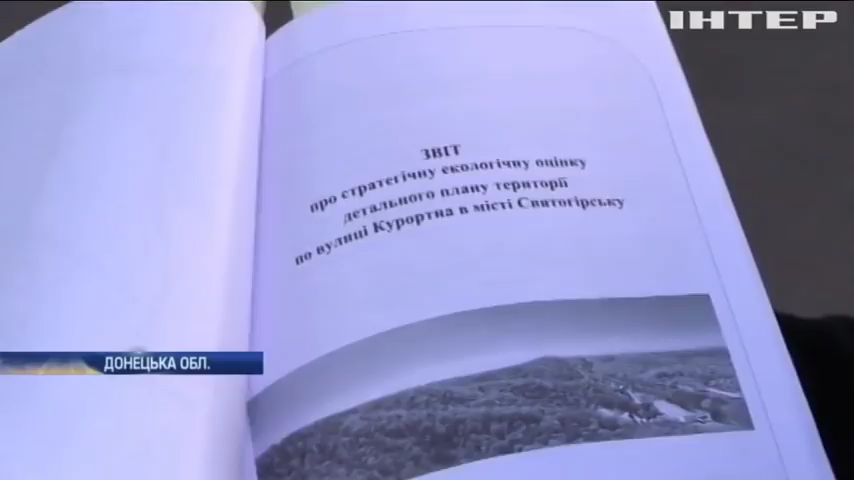 ІНТЕР
ЗВІТ
про стратегічну екологічну оцінку
детального плану території
по вулиці Курортна в місті Святогірську
ДОНЕЦЬКА ОБЛ.